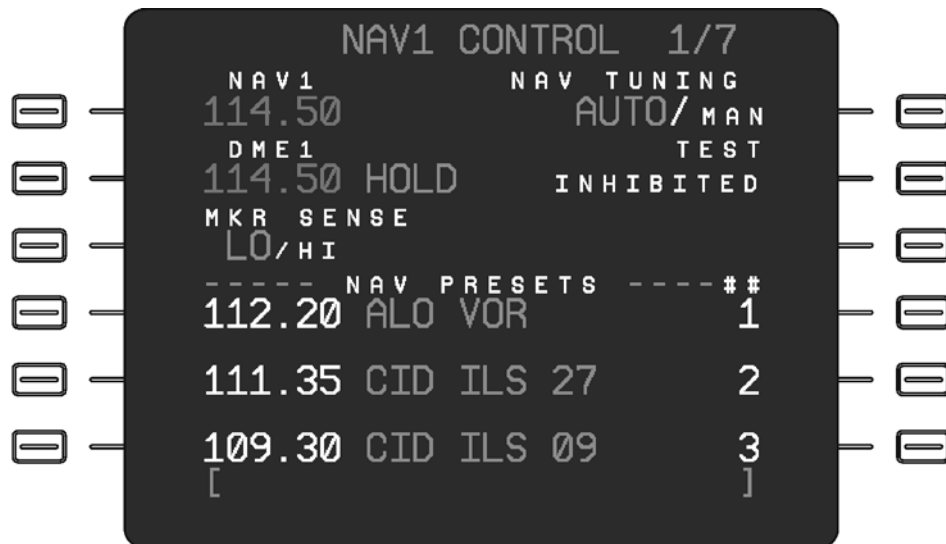 NAV1 CONTROL 1/7
NAV1 NAV TUNING
114.50 AUTO/MAN
DME1 TEST
114.50 HOLD INHIBITED
MKR SENSE
LO/HI
----- NAV PRESETS ----##
112.20 ALO VOR 1
111.35 CID ILS 27 2
109.30 CID ILS 09 3
[ ]